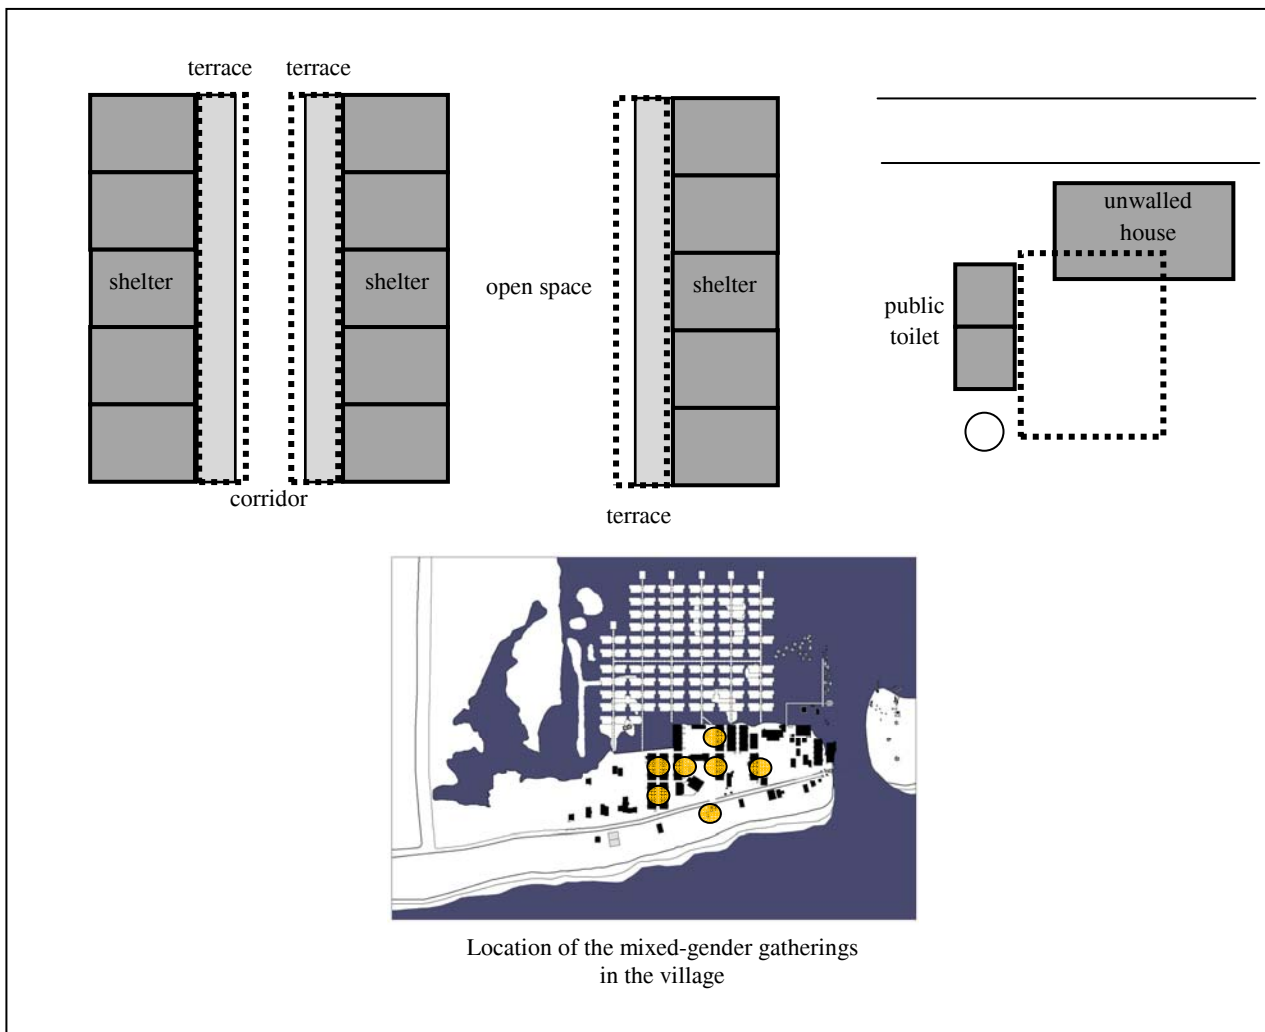 terrace
terrace
shelter
shelter
corridor
open space
shelter
terrace
unwalled
house
public
toilet
Location of the mixed-gender gatherings
in the village